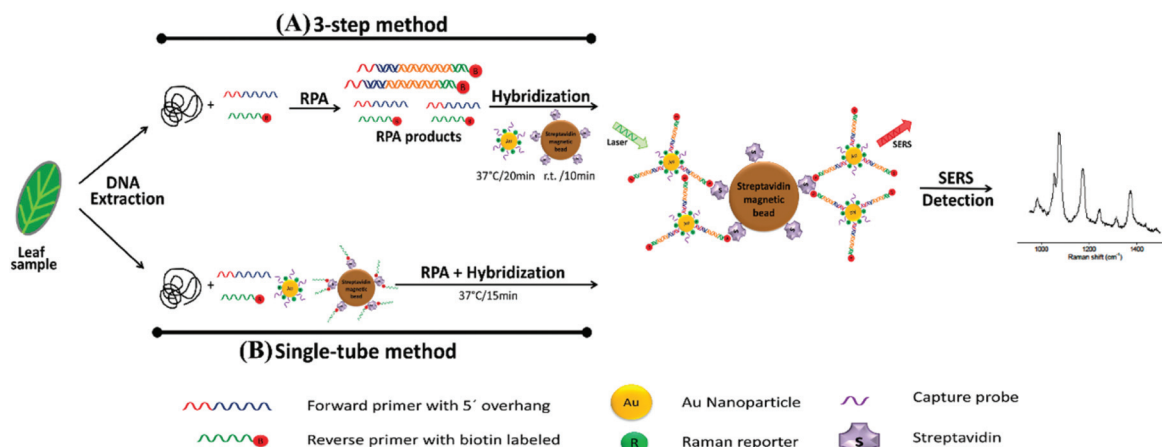 (A) 3-step method
RPA
Hybridization
RPA products
Streptavidin
magnetic
bead
37°C/20min r.t. /10min
Laser
SERS
DNA
Extraction
Leaf
sample
Streptavidin
magnetic
bead
SERS
Detection
1000 1200 1400
Raman shift (cm⁻¹)
RPA + Hybridization
37°C/15min
Streptavidin
magnetic
bead
(B) Single-tube method
Forward primer with 5´ overhang
Au
Au Nanoparticle
Capture probe
B
Reverse primer with biotin labeled
R
Raman reporter
S
Streptavidin